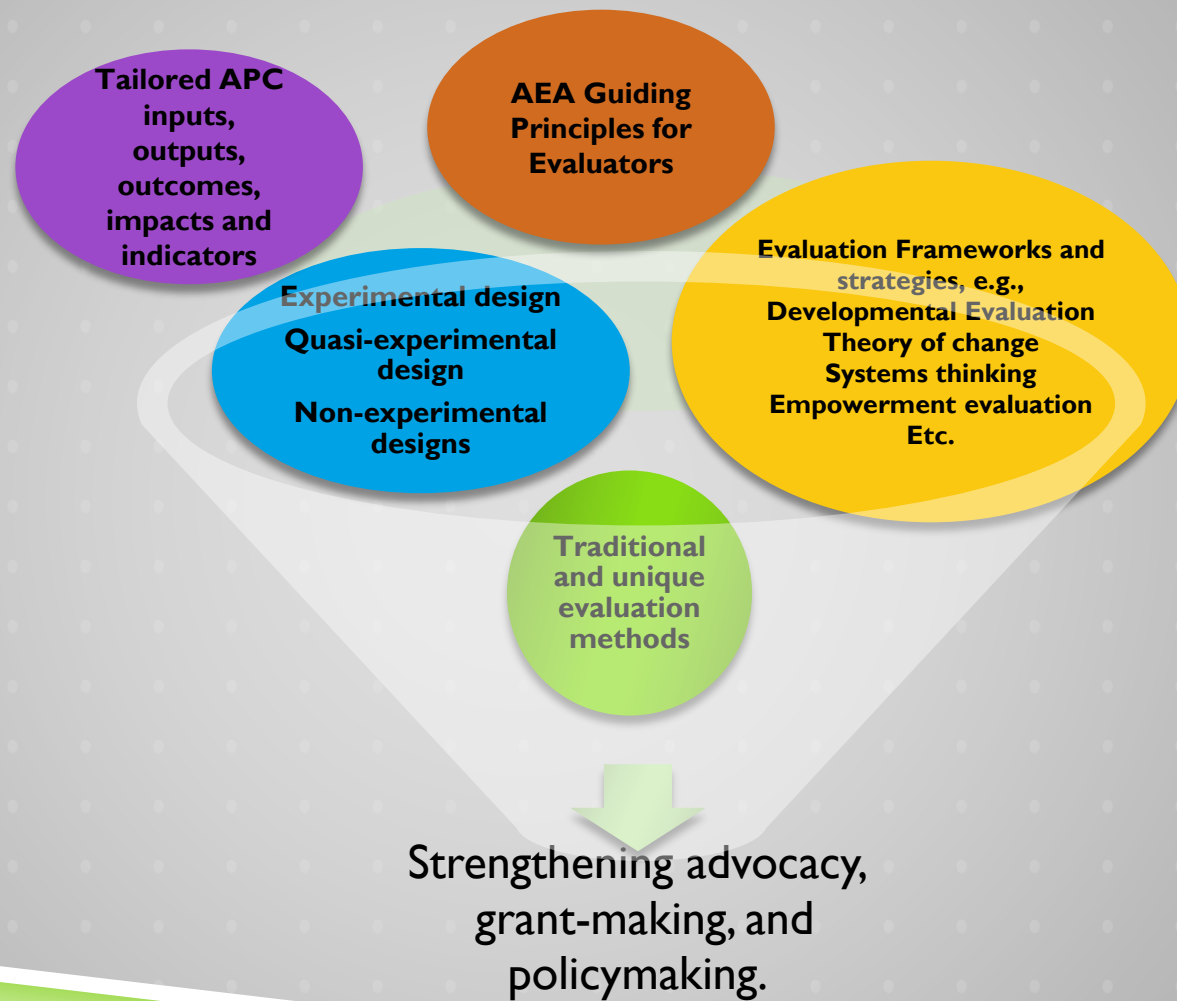 Tailored APC
inputs,
outputs,
outcomes,
impacts and
indicators
AEA Guiding
Principles for
Evaluators
Experimental design
Quasi-experimental
design
Non-experimental
designs
Evaluation Frameworks and
strategies, e.g.,
Developmental Evaluation
Theory of change
Systems thinking
Empowerment evaluation
Etc.
Traditional
and unique
evaluation
methods
Strengthening advocacy,
grant-making, and
policymaking.